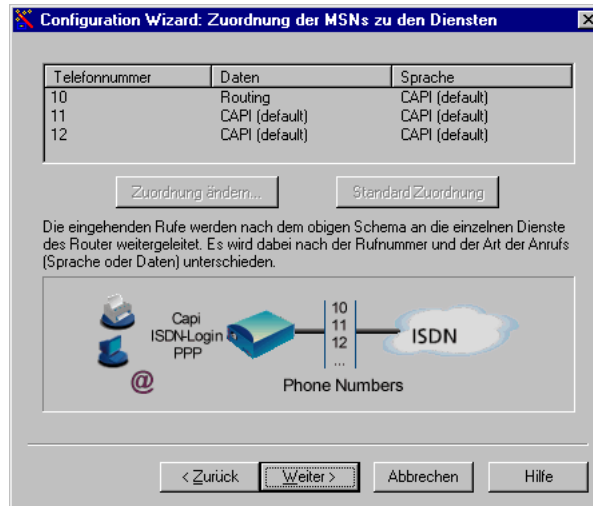 Configuration Wizard: Zuordnung der MSNs zu den Diensten
Telefonnummer Daten Sprache
10 Routing CAPI (default)
11 CAPI (default) CAPI (default)
12 CAPI (default) CAPI (default)
Zuordnung ändern... Standard Zuordnung
Die eingehenden Rufe werden nach dem obigen Schema an die einzelnen Dienste
des Router weitergeleitet. Es wird dabei nach der Rufnummer und der Art der Anrufs
(Sprache oder Daten) unterschieden.
Capi
ISDN-Login
PPP
@
10
11
12
...
ISDN
Phone Numbers
< Zurück Weiter > Abbrechen Hilfe